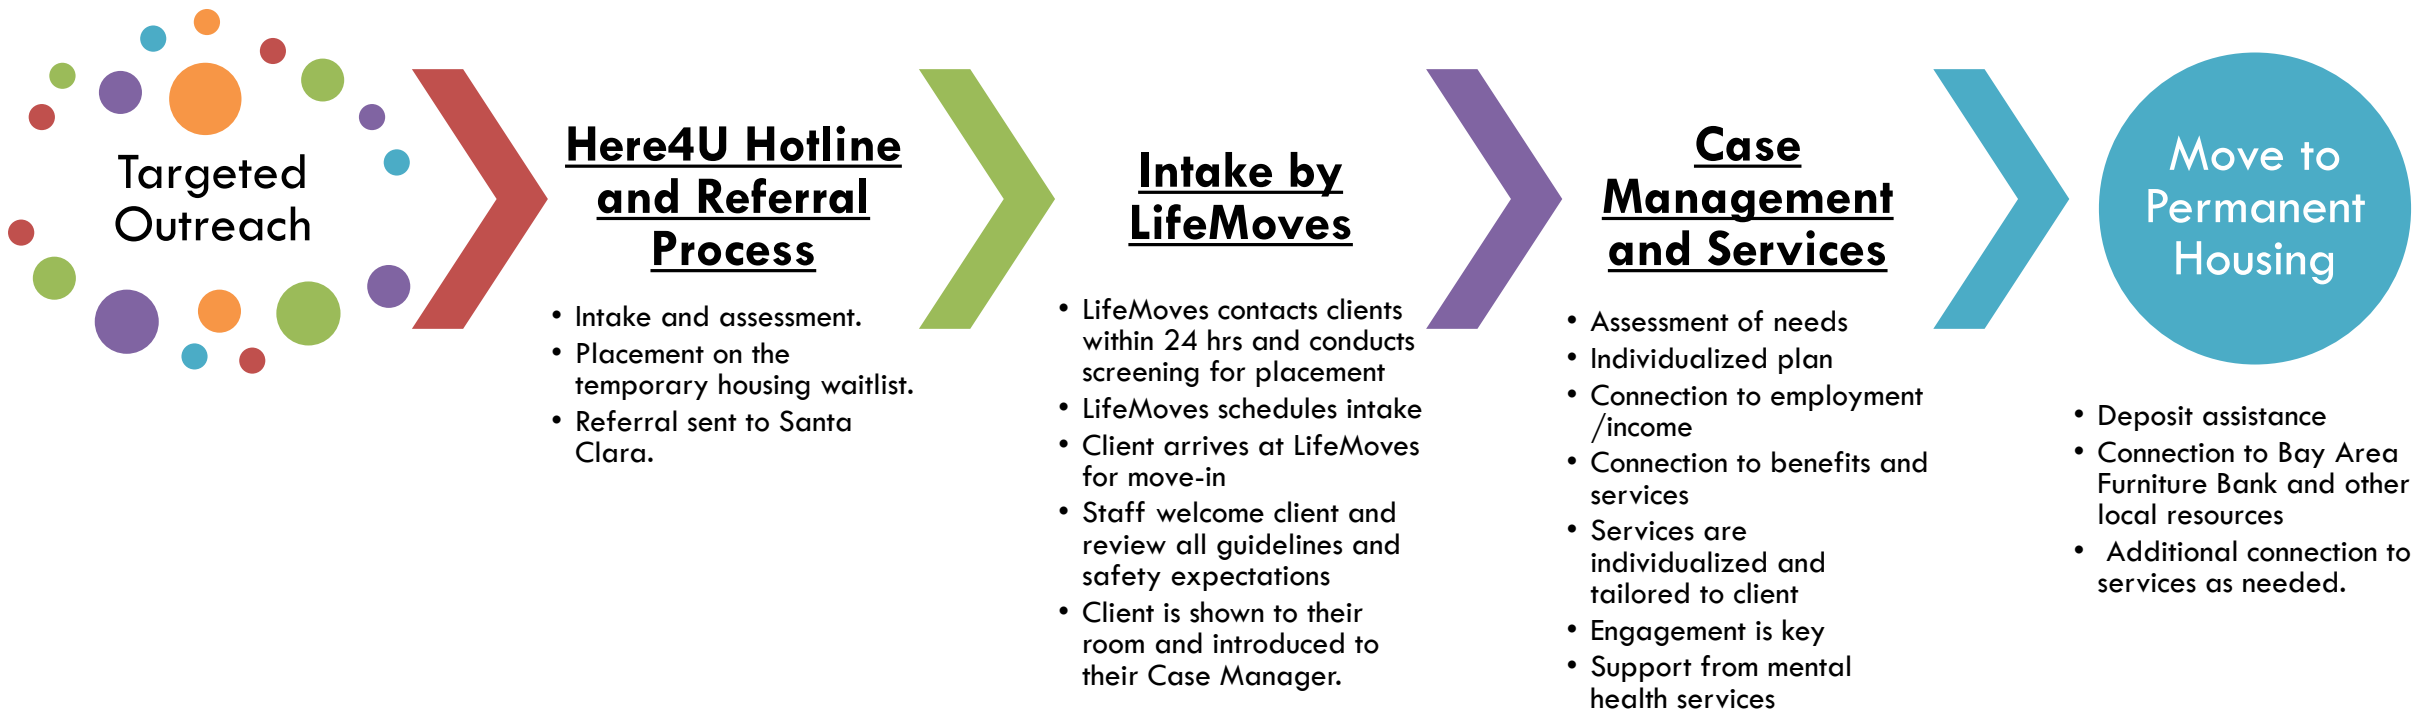 Targeted
Outreach
Here4U Hotline
and Referral
Process
• Intake and assessment.
• Placement on the
temporary housing waitlist.
• Referral sent to Santa
Clara.
Intake by
LifeMoves
• LifeMoves contacts clients
within 24 hrs and conducts
screening for placement
• LifeMoves schedules intake
• Client arrives at LifeMoves
for move-in
• Staff welcome client and
review all guidelines and
safety expectations
• Client is shown to their
room and introduced to
their Case Manager.
Case
Management
and Services
• Assessment of needs
• Individualized plan
• Connection to employment
/income
• Connection to benefits and
services
• Services are
individualized and
tailored to client
• Engagement is key
• Support from mental
health services
Move to
Permanent
Housing
• Deposit assistance
• Connection to Bay Area
Furniture Bank and other
local resources
• Additional connection to
services as needed.